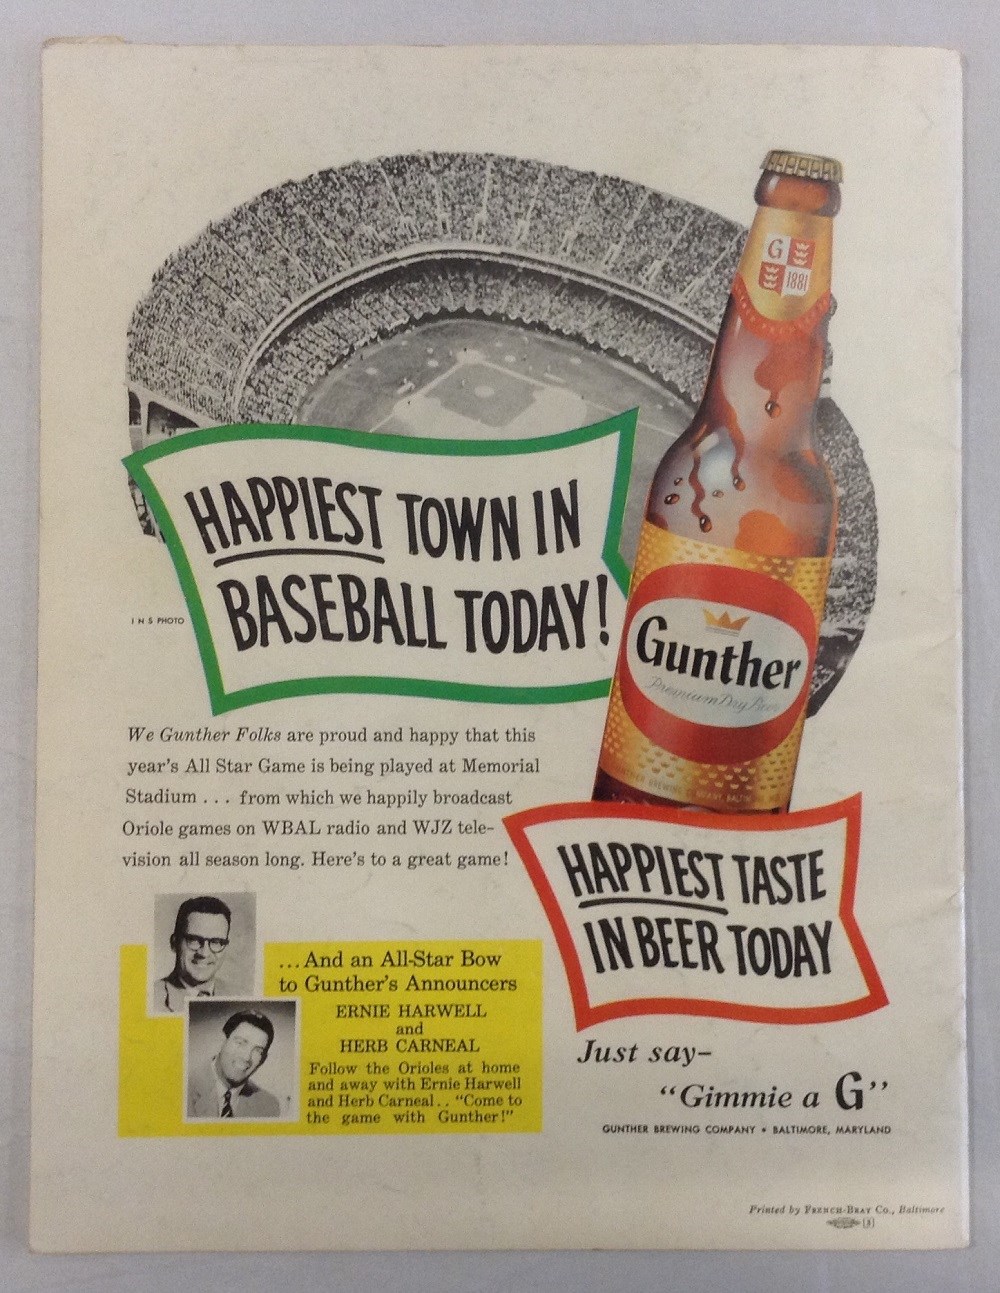 G
1881
HAPPIEST TOWN IN
BASEBALL TODAY!
I N S PHOTO
Gunther
Premium Dry Beer
We Gunther Folks are proud and happy that this
year's All Star Game is being played at Memorial
Stadium . . . from which we happily broadcast
Oriole games on WBAL radio and WJZ tele-
vision all season long. Here's to a great game!
HAPPIEST TASTE
IN BEER TODAY
...And an All-Star Bow
to Gunther's Announcers
ERNIE HARWELL
and
HERB CARNEAL
Follow the Orioles at home
and away with Ernie Harwell
and Herb Carneal.. "Come to
the game with Gunther!"
Just say–
"Gimmie a G"
GUNTHER BREWING COMPANY • BALTIMORE, MARYLAND
Printed by FRENCH-BRAY CO., Baltimore